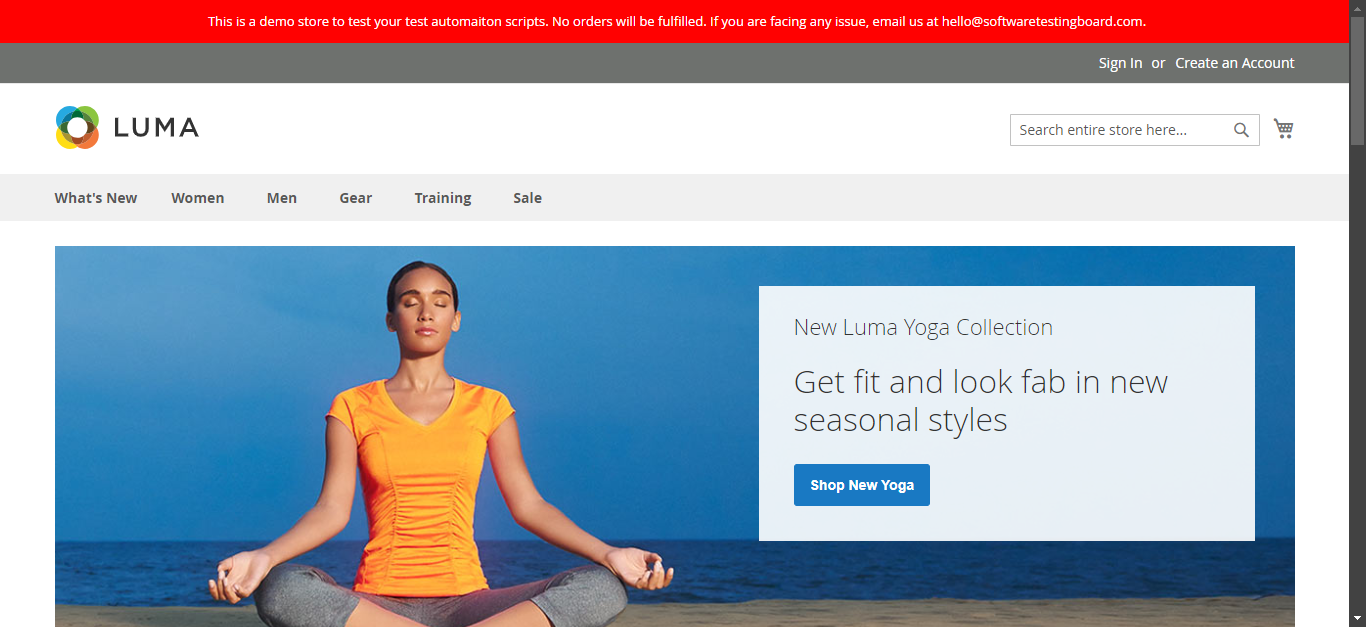 This is a demo store to test your test automaiton scripts. No orders will be fulfilled. If you are facing any issue, email us at hello@softwaretestingboard.com.
Sign In or Create an Account
LUMA
Search entire store here...
What's New Women Men Gear Training Sale
New Luma Yoga Collection
Get fit and look fab in new
seasonal styles
Shop New Yoga